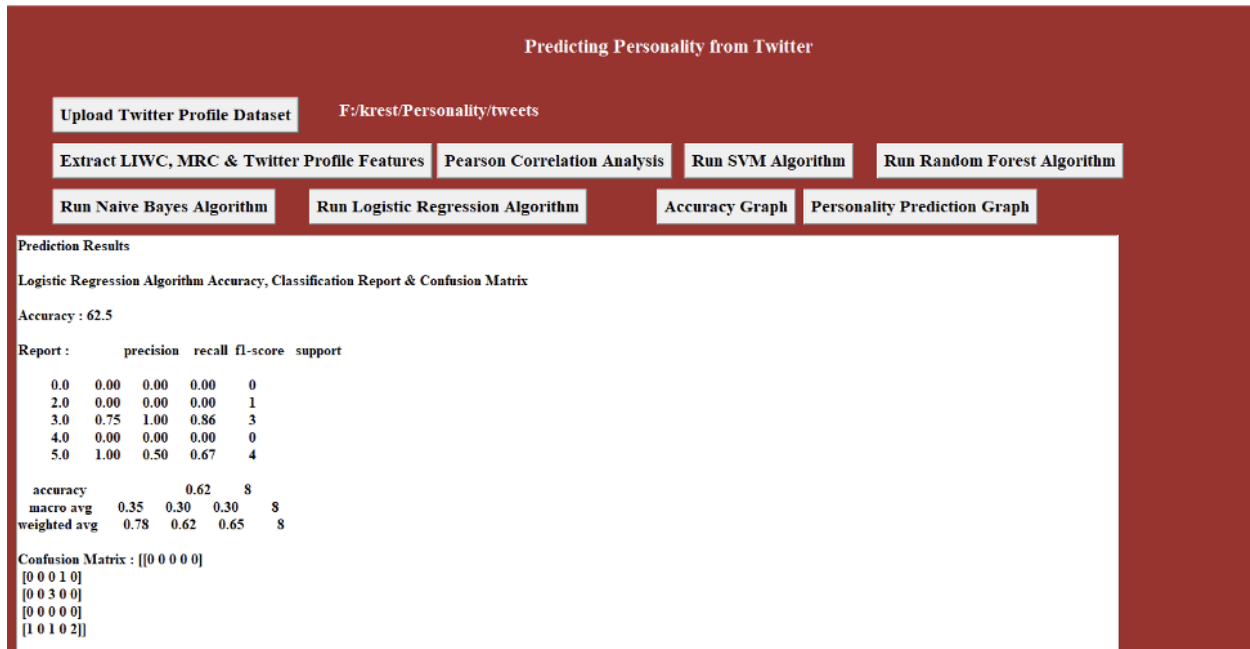 Predicting Personality from Twitter
Upload Twitter Profile Dataset F:/krest/Personality/tweets
Extract LIWC, MRC & Twitter Profile Features Pearson Correlation Analysis Run SVM Algorithm Run Random Forest Algorithm
Run Naive Bayes Algorithm Run Logistic Regression Algorithm Accuracy Graph Personality Prediction Graph
Prediction Results
Logistic Regression Algorithm Accuracy, Classification Report & Confusion Matrix
Accuracy : 62.5
Report : precision recall f1-score support
0.0 0.00 0.00 0.00 0
2.0 0.00 0.00 0.00 1
3.0 0.75 1.00 0.86 3
4.0 0.00 0.00 0.00 0
5.0 1.00 0.50 0.67 4
accuracy 0.62 8
macro avg 0.35 0.30 0.30 8
weighted avg 0.78 0.62 0.65 8
Confusion Matrix : [[0 0 0 0 0]
[0 0 0 1 0]
[0 0 3 0 0]
[0 0 0 0 0]
[1 0 1 0 2]]